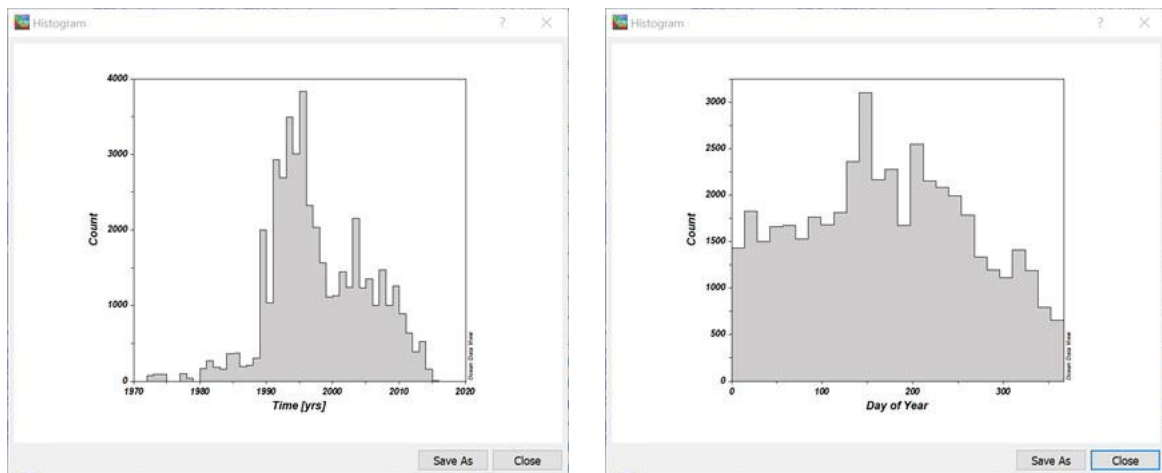 Histogram
?
×
4000
3000
2000
1000
0
Count
1970
1980
1990
2000
2010
2020
Time [yrs]
Ocean Data View
Save As
Close
Histogram
?
×
3000
2500
2000
1500
1000
500
0
Count
0
100
200
300
Day of Year
Ocean Data View
Save As
Close